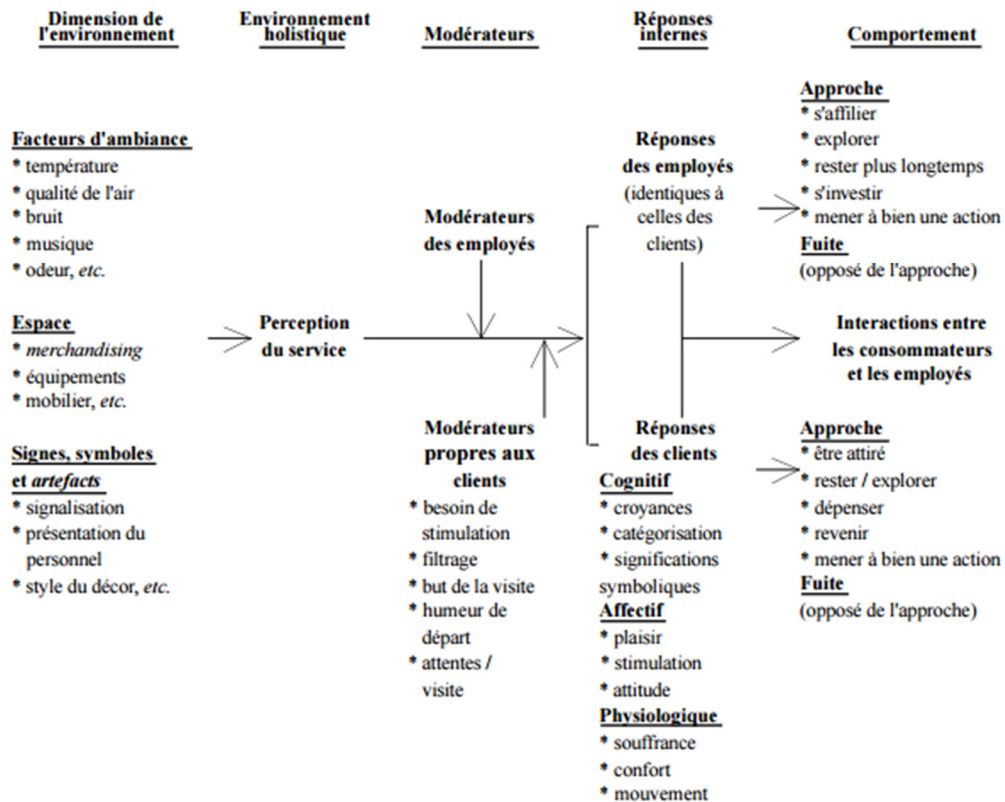 Dimension de
l'environnement
Environnement
holistique
Modérateurs
Réponses
internes
Comportement
Facteurs d'ambiance
* température
* qualité de l'air
* bruit
* musique
* odeur, etc.
Espace
* merchandising
* équipements
* mobilier, etc.
Signes, symboles
et artefacts
* signalisation
* présentation du
personnel
* style du décor, etc.
Perception
du service
Modérateurs
des employés
Modérateurs
propres aux
clients
* besoin de
stimulation
* filtrage
* but de la visite
* humeur de
départ
* attentes /
visite
Réponses
des employés
(identiques à
celles des
clients)
Réponses
des clients
Cognitif
* croyances
* catégorisation
* significations
symboliques
Affectif
* plaisir
* stimulation
* attitude
Physiologique
* souffrance
* confort
* mouvement
Approche
* s'affilier
* explorer
* rester plus longtemps
* s'investir
* mener à bien une action
Fuite
(opposé de l'approche)
Interactions entre
les consommateurs
et les employés
Approche
* être attiré
* rester / explorer
* dépenser
* revenir
* mener à bien une action
Fuite
(opposé de l'approche)